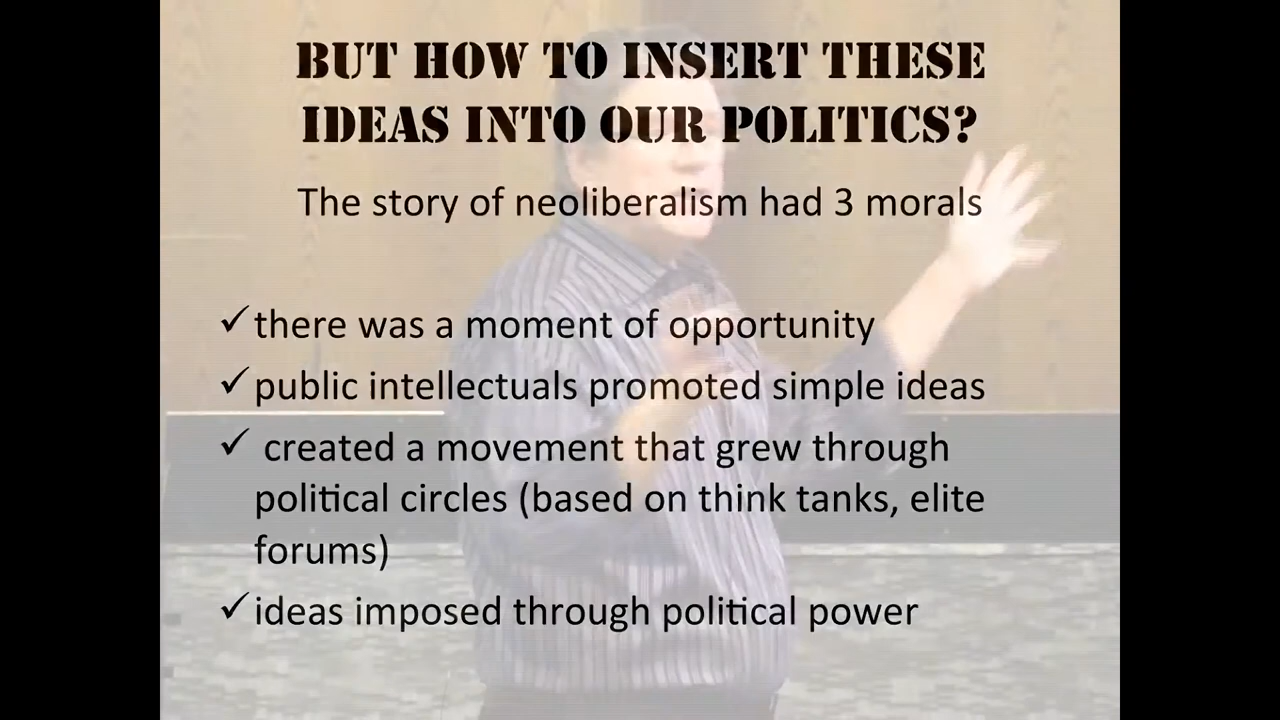 BUT HOW TO INSERT THESE
IDEAS INTO OUR POLITICS?
The story of neoliberalism had 3 morals
✓ there was a moment of opportunity
✓ public intellectuals promoted simple ideas
✓ created a movement that grew through
political circles (based on think tanks, elite
forums)
✓ ideas imposed through political power